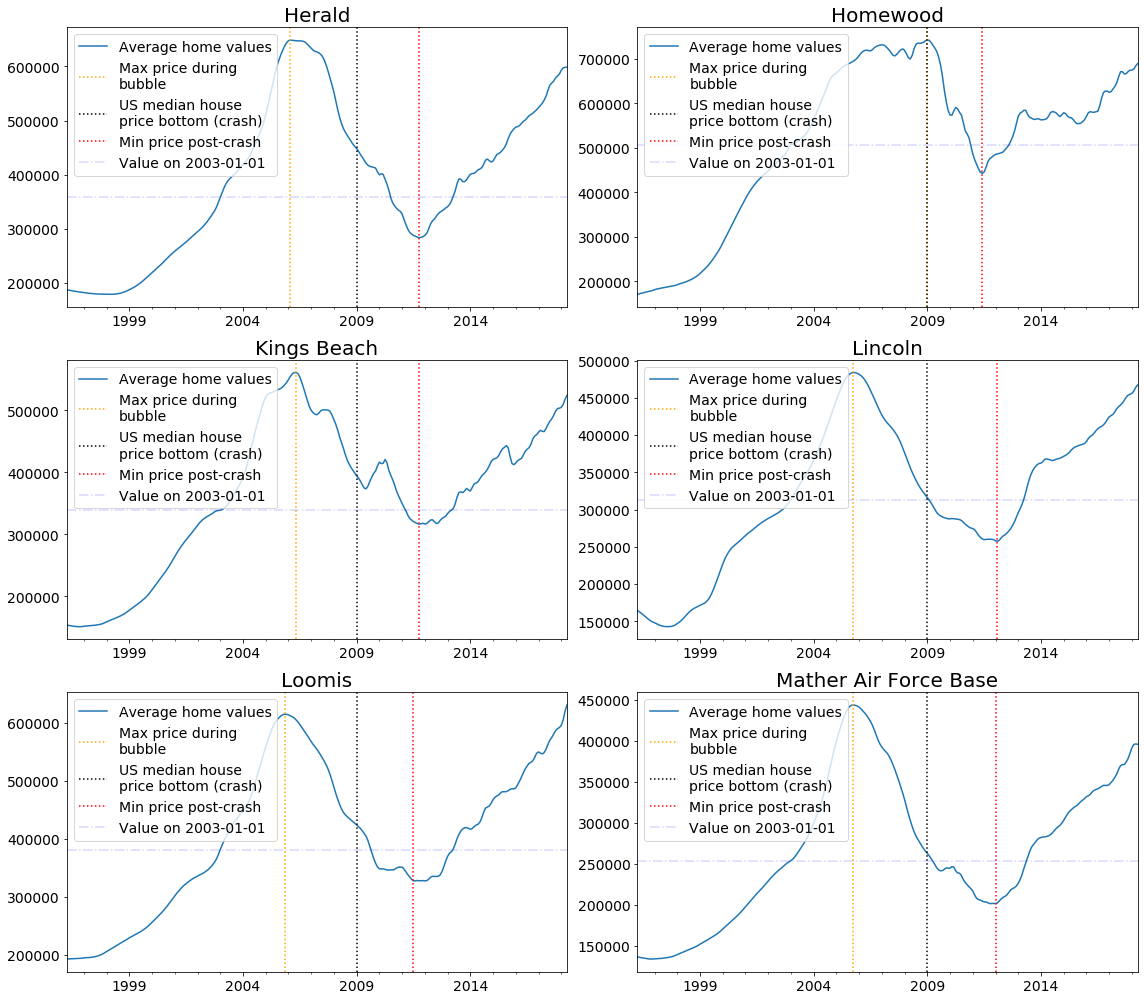 Herald
Average home values
Max price during
bubble
US median house
price bottom (crash)
Min price post-crash
Value on 2003-01-01
600000
500000
400000
300000
200000
1999
2004
2009
2014
Homewood
Average home values
Max price during
bubble
US median house
price bottom (crash)
Min price post-crash
Value on 2003-01-01
700000
600000
500000
400000
300000
200000
1999
2004
2009
2014
Kings Beach
Average home values
Max price during
bubble
US median house
price bottom (crash)
Min price post-crash
Value on 2003-01-01
500000
400000
300000
200000
1999
2004
2009
2014
Lincoln
Average home values
Max price during
bubble
US median house
price bottom (crash)
Min price post-crash
Value on 2003-01-01
500000
450000
400000
350000
300000
250000
200000
150000
1999
2004
2009
2014
Loomis
Average home values
Max price during
bubble
US median house
price bottom (crash)
Min price post-crash
Value on 2003-01-01
600000
500000
400000
300000
200000
1999
2004
2009
2014
Mather Air Force Base
Average home values
Max price during
bubble
US median house
price bottom (crash)
Min price post-crash
Value on 2003-01-01
450000
400000
350000
300000
250000
200000
150000
1999
2004
2009
2014